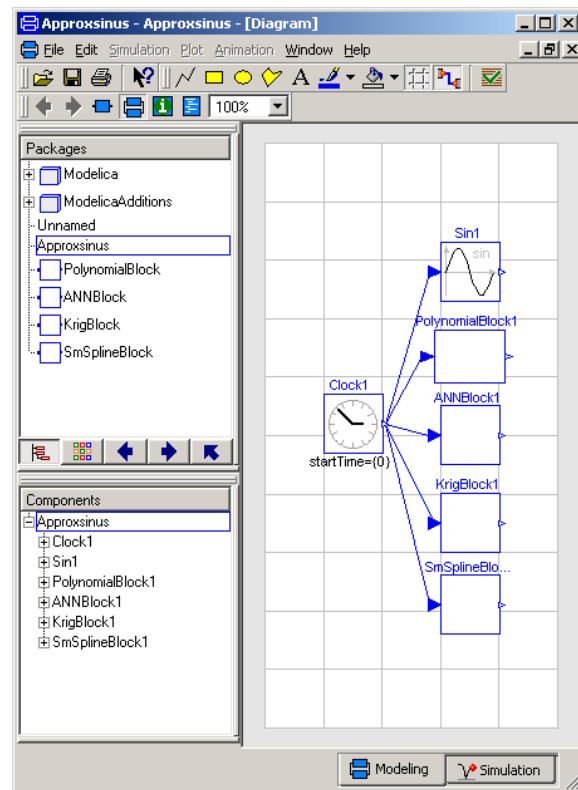 Approxsinus - Approxsinus - [Diagram]
File Edit Simulation Plot Animation Window Help
A
100%
Packages
Modelica
ModelicaAdditions
Unnamed
Approxsinus
PolynomialBlock
ANNBlock
KrigBlock
SmSplineBlock
Components
Approxsinus
Clock1
Sin1
PolynomialBlock1
ANNBlock1
KrigBlock1
SmSplineBlock1
Sin1
sin
PolynomialBlock1
Clock1
startTime={0}
ANNBlock1
KrigBlock1
SmSplineBlo...
Modeling
Simulation